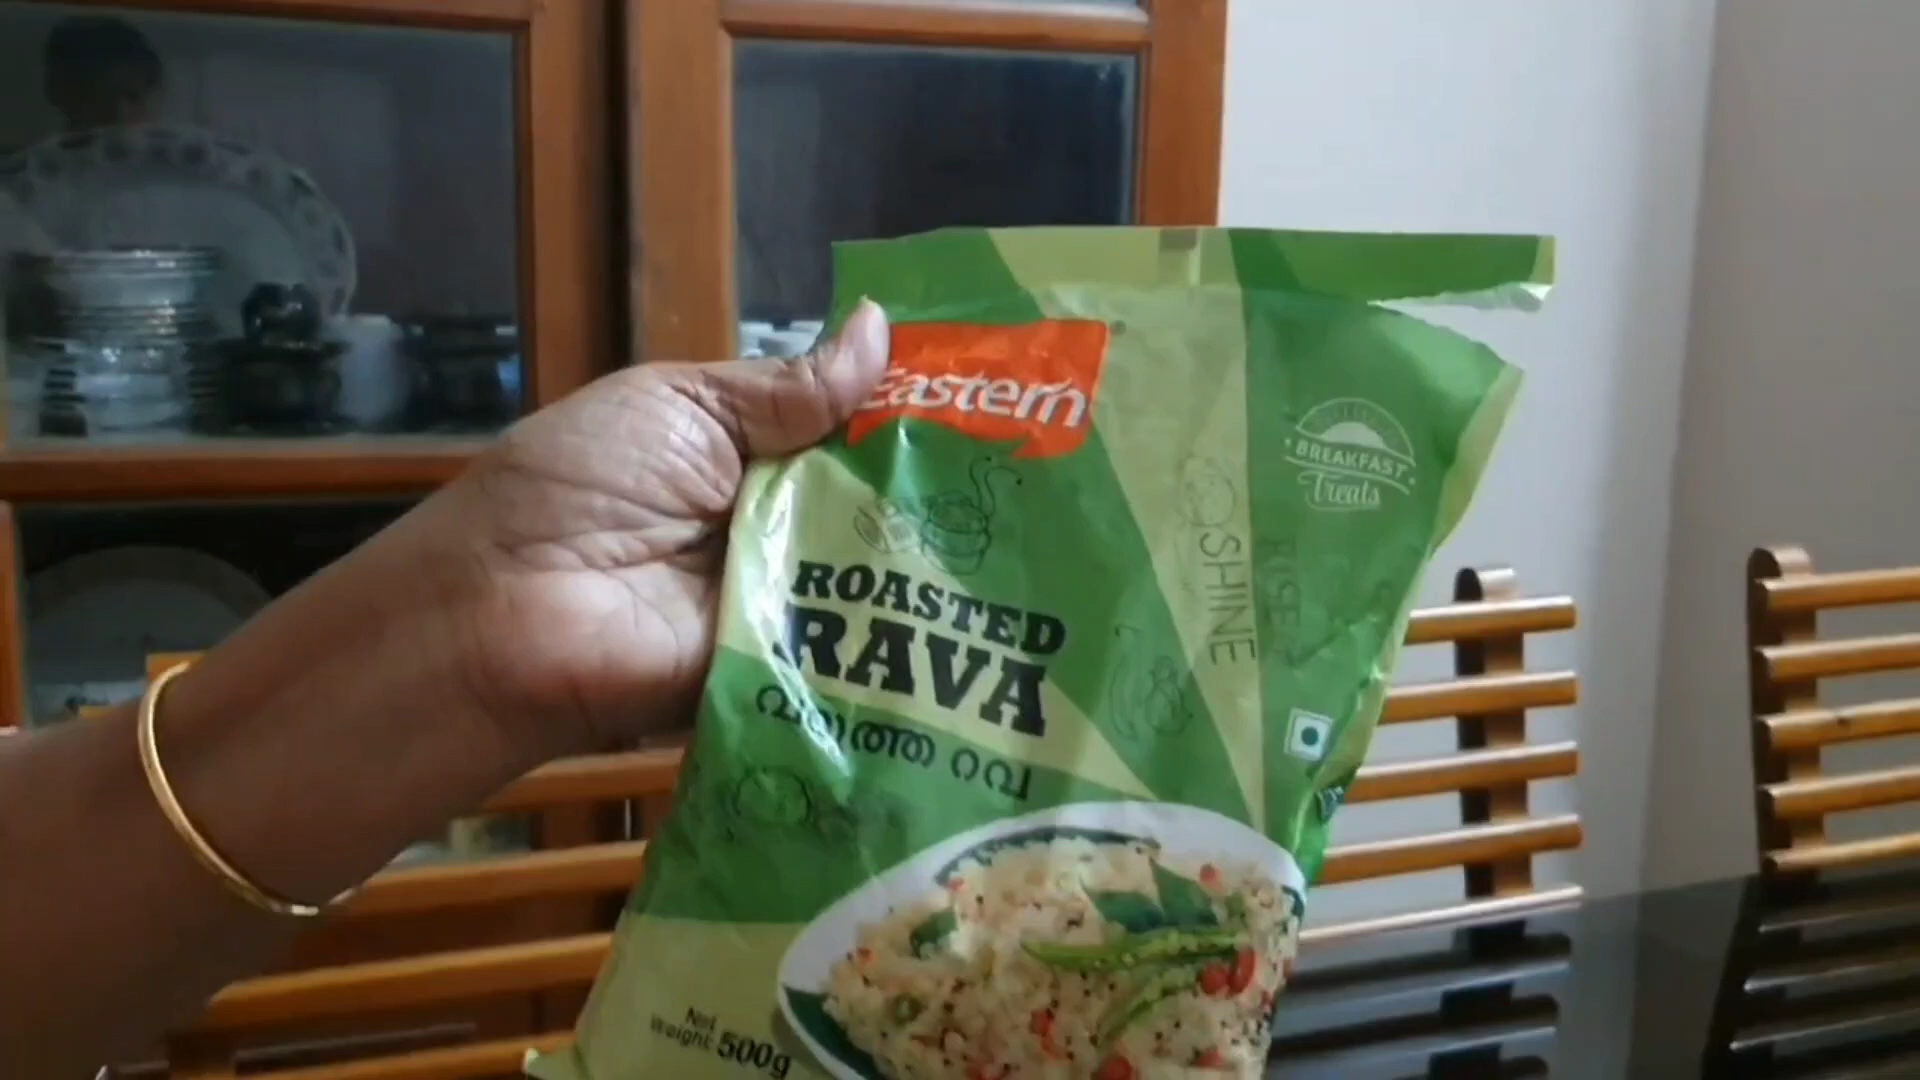 Eastern
BREAKFAST
Treats
SHINE
ROASTED
RAVA
വറുത്ത റവ
Net
Weight: 500g